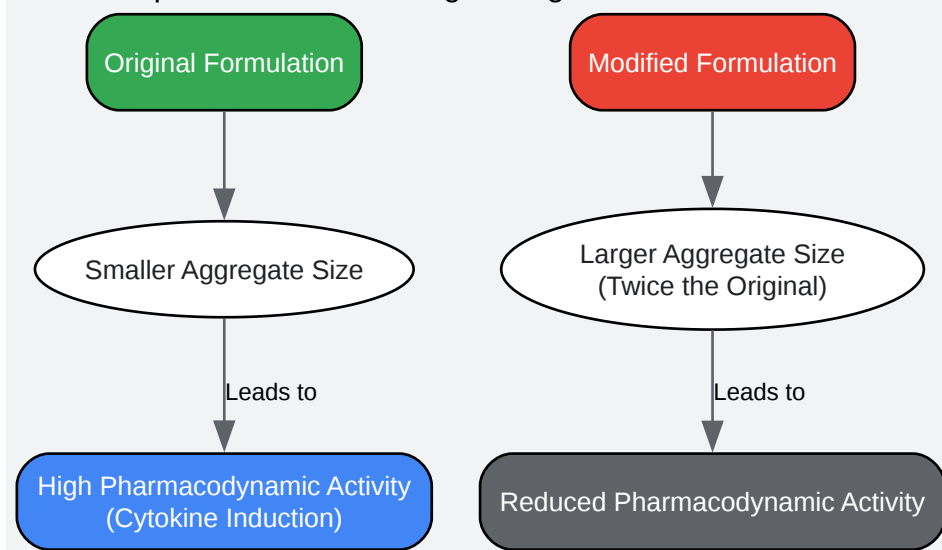 Original Formulation
Modified Formulation
Smaller Aggregate Size
Larger Aggregate Size
(Twice the Original)
Leads to
Leads to
High Pharmacodynamic Activity
(Cytokine Induction)
Reduced Pharmacodynamic Activity